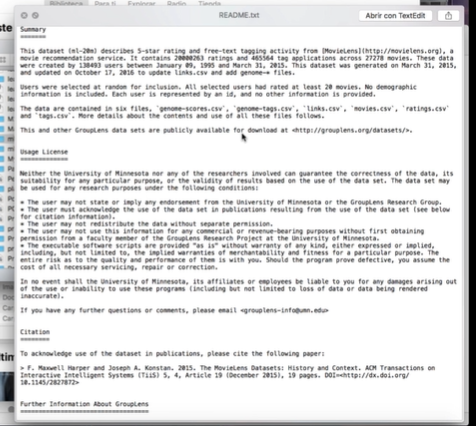 Biblioteca Para ti Explorar Radio Tienda
README.txt
Abrir con TextEdit
Summary
=======
This dataset (ml-20m) describes 5-star rating and free-text tagging activity from [MovieLens](http://movielens.org), a
movie recommendation service. It contains 20000263 ratings and 465564 tag applications across 27278 movies. These data
were created by 138493 users between January 09, 1995 and March 31, 2015. This dataset was generated on March 31, 2015,
and updated on October 17, 2016 to update links.csv and add genome-* files.
Users were selected at random for inclusion. All selected users had rated at least 20 movies. No demographic
information is included. Each user is represented by an id, and no other information is provided.
The data are contained in six files, `genome-scores.csv`, `genome-tags.csv`, `links.csv`, `movies.csv`, `ratings.csv`
and `tags.csv`. More details about the contents and use of all these files follows.
This and other GroupLens data sets are publicly available for download at <http://grouplens.org/datasets/>.
Usage License
=============
Neither the University of Minnesota nor any of the researchers involved can guarantee the correctness of the data, its
suitability for any particular purpose, or the validity of results based on the use of the data set. The data set may
be used for any research purposes under the following conditions:
* The user may not state or imply any endorsement from the University of Minnesota or the GroupLens Research Group.
* The user must acknowledge the use of the data set in publications resulting from the use of the data set (see below
for citation information).
* The user may not redistribute the data without separate permission.
* The user may not use this information for any commercial or revenue-bearing purposes without first obtaining
permission from a faculty member of the GroupLens Research Project at the University of Minnesota.
* The executable software scripts are provided "as is" without warranty of any kind, either expressed or implied,
including, but not limited to, the implied warranties of merchantability and fitness for a particular purpose. The
entire risk as to the quality and performance of them is with you. Should the program prove defective, you assume the
cost of all necessary servicing, repair or correction.
In no event shall the University of Minnesota, its affiliates or employees be liable to you for any damages arising out
of the use or inability to use these programs (including but not limited to loss of data or data being rendered
inaccurate).
If you have any further questions or comments, please email <grouplens-info@umn.edu>
Citation
========
To acknowledge use of the dataset in publications, please cite the following paper:
> F. Maxwell Harper and Joseph A. Konstan. 2015. The MovieLens Datasets: History and Context. ACM Transactions on
Interactive Intelligent Systems (TiiS) 5, 4, Article 19 (December 2015), 19 pages. DOI=<http://dx.doi.org/
10.1145/2827872>
Further Information About GroupLens
===================================